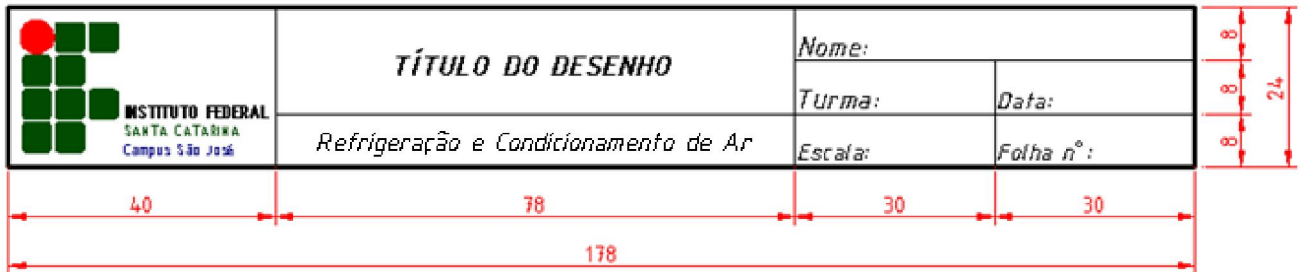 INSTITUTO FEDERAL
SANTA CATARINA
Campus São José
TÍTULO DO DESENHO
Refrigeração e Condicionamento de Ar
Nome:
Turma:
Data:
Escala:
Folha n°:
8
8
8
24
40
78
30
30
178